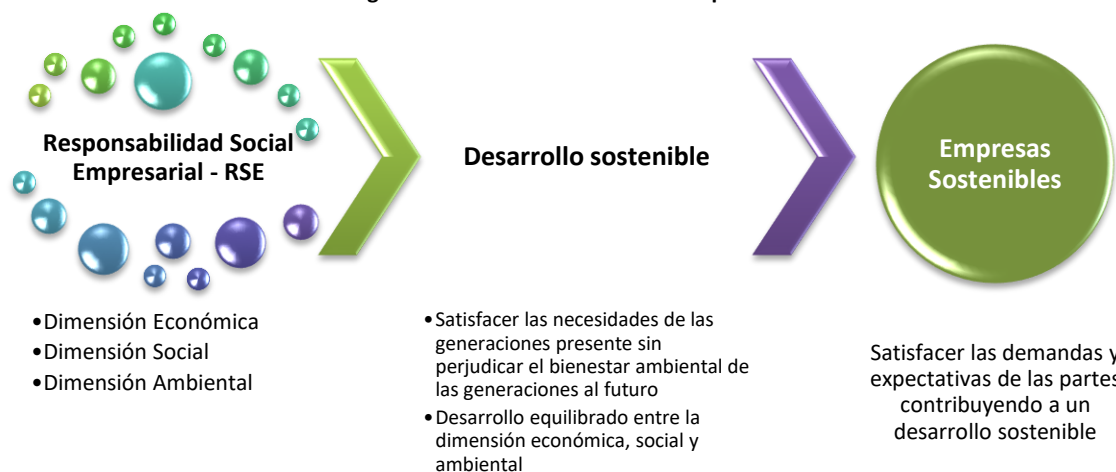 Responsabilidad Social
Empresarial - RSE
Desarrollo sostenible
Empresas
Sostenibles
•Dimensión Económica
•Dimensión Social
•Dimensión Ambiental
•Satisfacer las necesidades de las
generaciones presente sin
perjudicar el bienestar ambiental de
las generaciones al futuro
•Desarrollo equilibrado entre la
dimensión económica, social y
ambiental
Satisfacer las demandas y
expectativas de las partes
contribuyendo a un
desarrollo sostenible